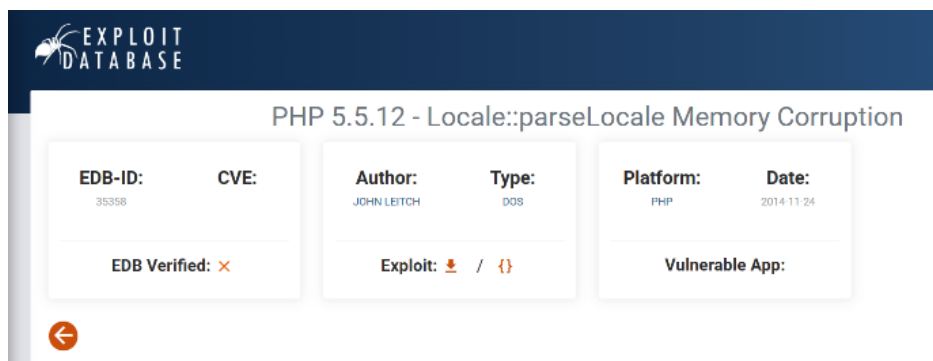 EXPLOIT
DATABASE
PHP 5.5.12 - Locale::parseLocale Memory Corruption
EDB-ID: CVE:
35358
EDB Verified: ×
Author: Type:
JOHN LEITCH DOS
Exploit: / {}
Platform: Date:
PHP 2014-11-24
Vulnerable App: